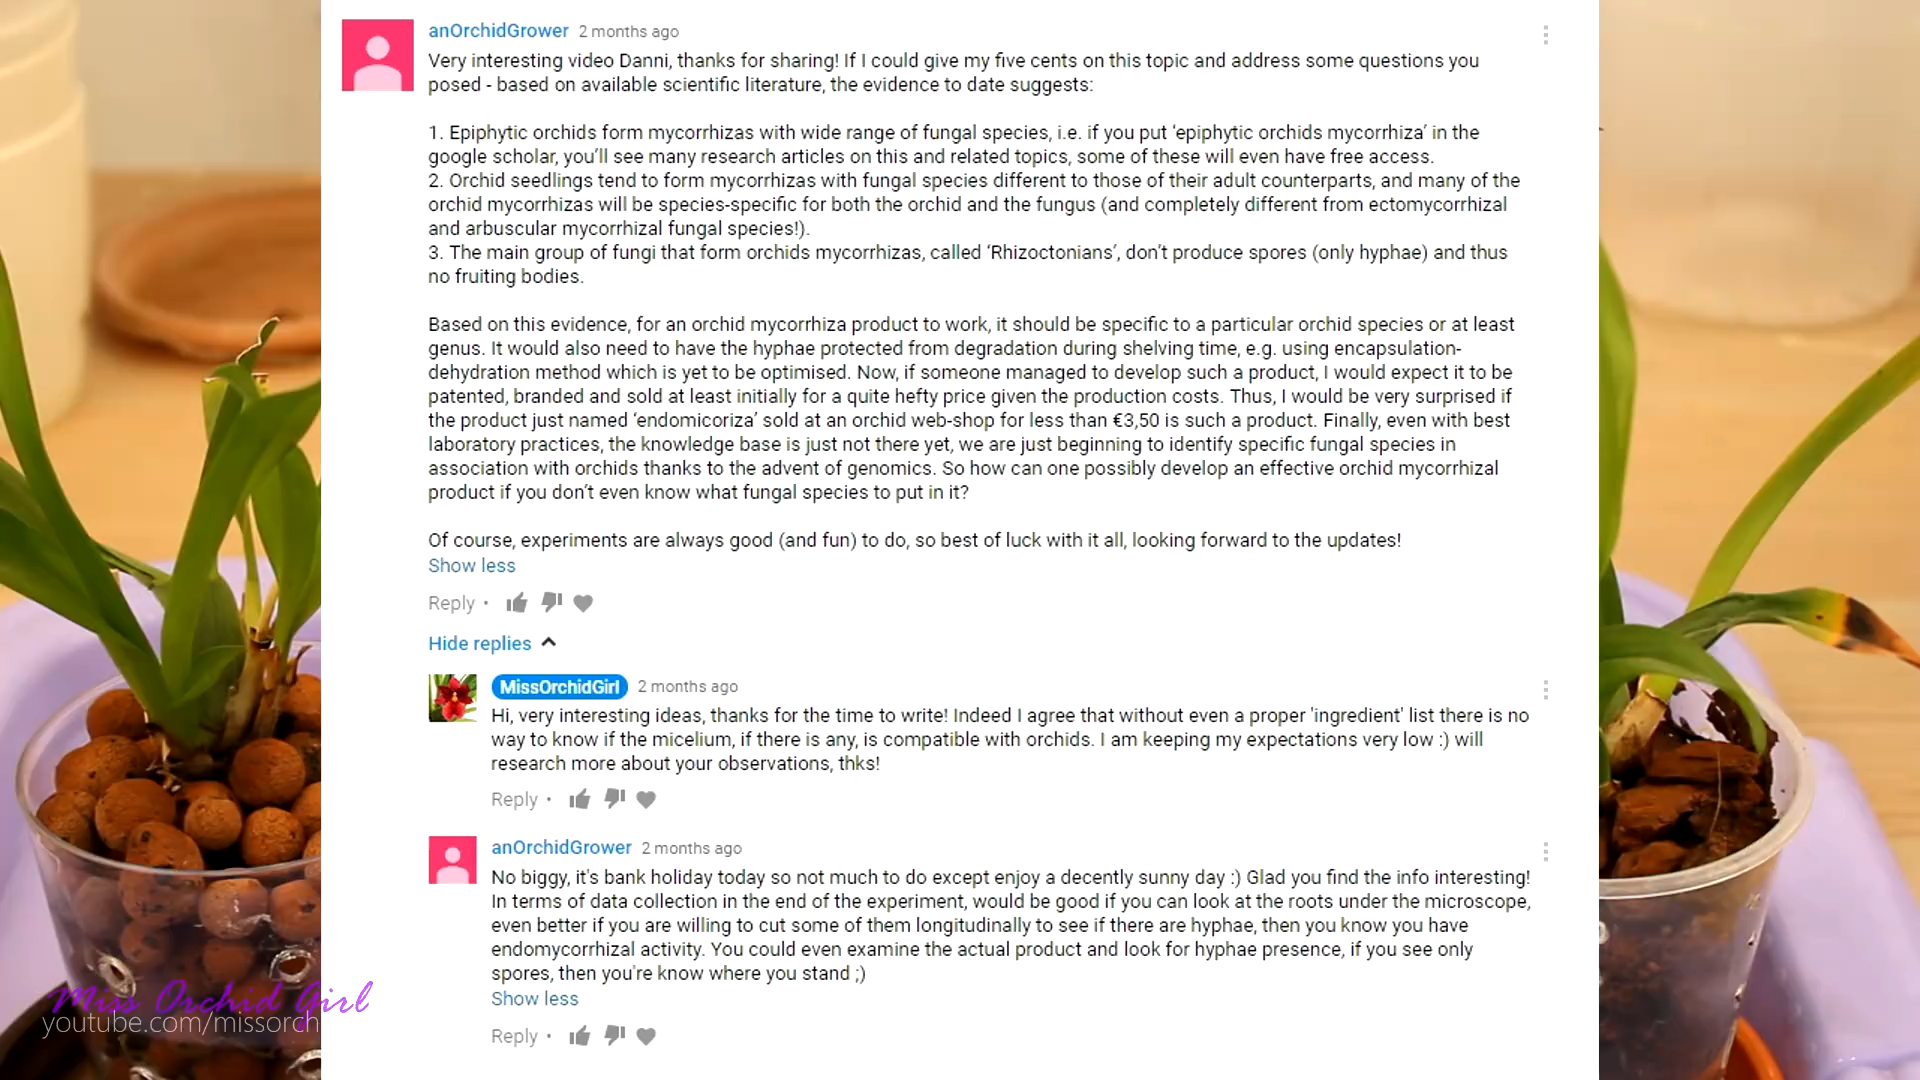 anOrchidGrower 2 months ago
Very interesting video Danni, thanks for sharing! If I could give my five cents on this topic and address some questions you
posed - based on available scientific literature, the evidence to date suggests:
1. Epiphytic orchids form mycorrhizas with wide range of fungal species, i.e. if you put ‘epiphytic orchids mycorrhiza’ in the
google scholar, you’ll see many research articles on this and related topics, some of these will even have free access.
2. Orchid seedlings tend to form mycorrhizas with fungal species different to those of their adult counterparts, and many of the
orchid mycorrhizas will be species-specific for both the orchid and the fungus (and completely different from ectomycorrhizal
and arbuscular mycorrhizal fungal species!).
3. The main group of fungi that form orchids mycorrhizas, called ‘Rhizoctonians’, don’t produce spores (only hyphae) and thus
no fruiting bodies.
Based on this evidence, for an orchid mycorrhiza product to work, it should be specific to a particular orchid species or at least
genus. It would also need to have the hyphae protected from degradation during shelving time, e.g. using encapsulation-
dehydration method which is yet to be optimised. Now, if someone managed to develop such a product, I would expect it to be
patented, branded and sold at least initially for a quite hefty price given the production costs. Thus, I would be very surprised if
the product just named ‘endomicoriza’ sold at an orchid web-shop for less than €3,50 is such a product. Finally, even with best
laboratory practices, the knowledge base is just not there yet, we are just beginning to identify specific fungal species in
association with orchids thanks to the advent of genomics. So how can one possibly develop an effective orchid mycorrhizal
product if you don’t even know what fungal species to put in it?
Of course, experiments are always good (and fun) to do, so best of luck with it all, looking forward to the updates!
Show less
Reply •
Hide replies
MissOrchidGirl 2 months ago
Hi, very interesting ideas, thanks for the time to write! Indeed I agree that without even a proper 'ingredient' list there is no
way to know if the micelium, if there is any, is compatible with orchids. I am keeping my expectations very low :) will
research more about your observations, thks!
Reply •
anOrchidGrower 2 months ago
No biggy, it's bank holiday today so not much to do except enjoy a decently sunny day :) Glad you find the info interesting!
In terms of data collection in the end of the experiment, would be good if you can look at the roots under the microscope,
even better if you are willing to cut some of them longitudinally to see if there are hyphae, then you know you have
endomycorrhizal activity. You could even examine the actual product and look for hyphae presence, if you see only
spores, then you're know where you stand ;)
Show less
Reply •
Miss Orchid Girl
youtube.com/missorch